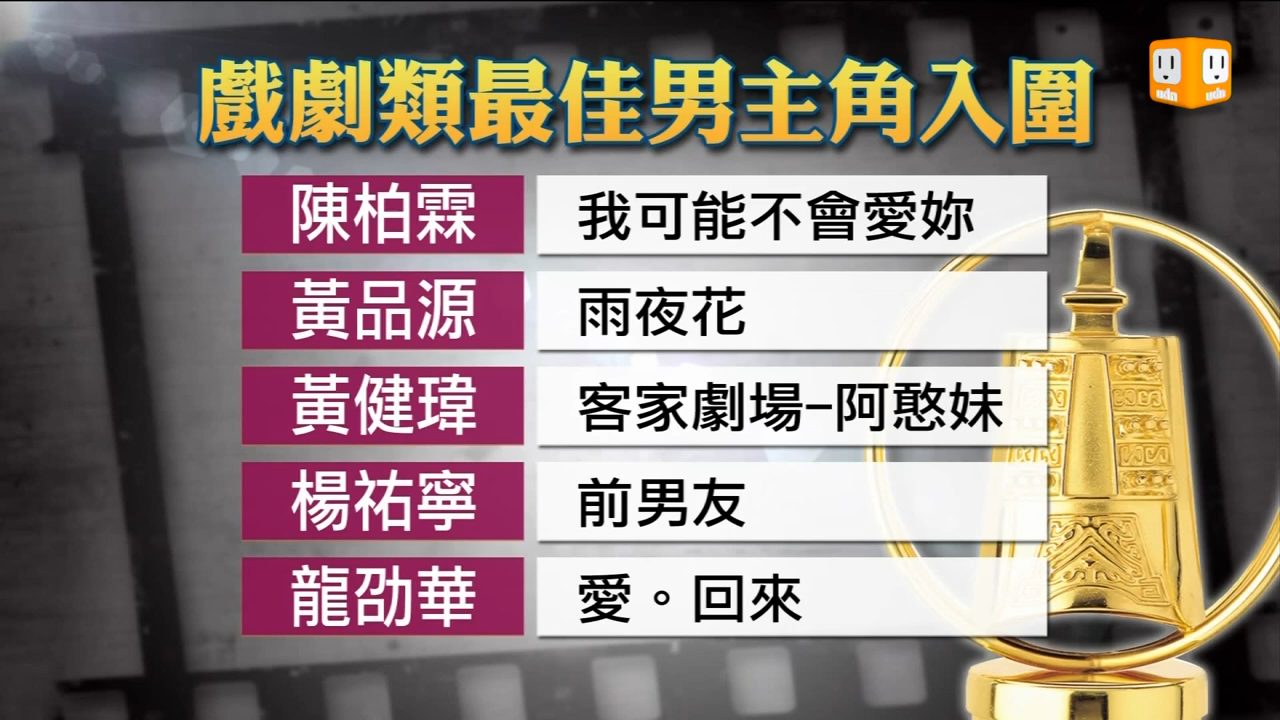 戲劇類最佳男主角入圍
udn udn
陳柏霖 我可能不會愛妳
黃品源 雨夜花
黃健瑋 客家劇場-阿憨妹
楊祐寧 前男友
龍劭華 愛。回來